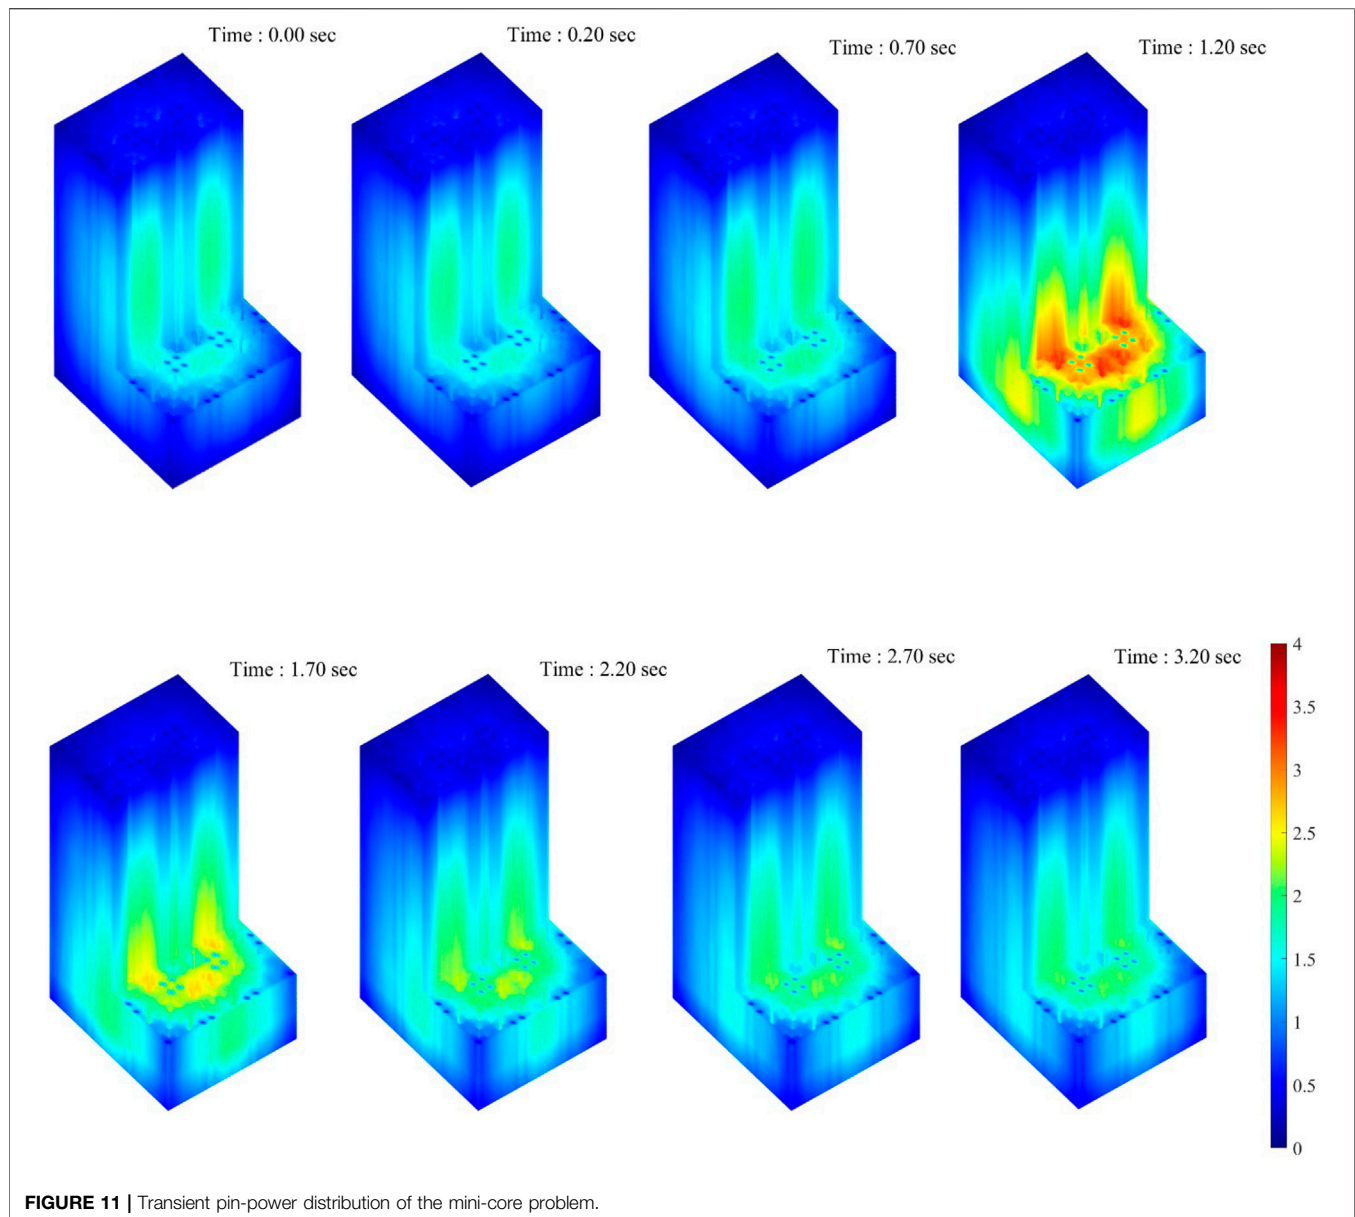 Time : 0.00 sec
Time : 0.20 sec
Time : 0.70 sec
Time : 1.20 sec
Time : 1.70 sec
Time : 2.20 sec
Time : 2.70 sec
Time : 3.20 sec
4
3.5
3
2.5
2
1.5
1
0.5
0
FIGURE 11 | Transient pin-power distribution of the mini-core problem.